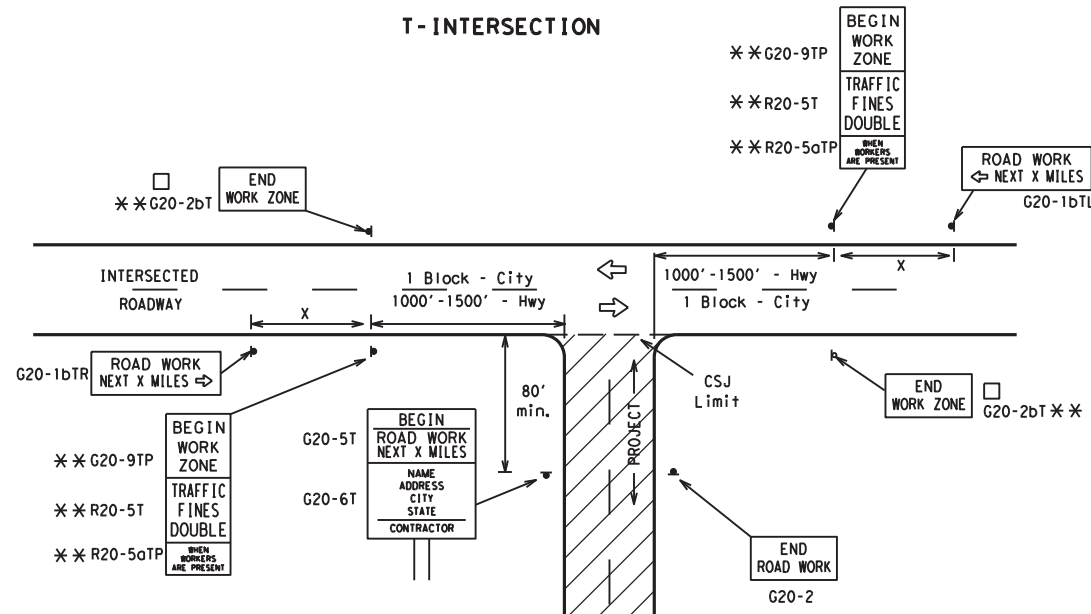 T-INTERSECTION
BEGIN
WORK
ZONE
TRAFFIC
FINES
DOUBLE
WHEN
WORKERS
ARE PRESENT
**G20-9TP
**R20-5T
**R20-5aTP
ROAD WORK
⇦ NEXT X MILES
G20-1bTL
□
**G20-2bT
END
WORK ZONE
INTERSECTED
ROADWAY
1 Block - City
1000'-1500' - Hwy
X
1000'-1500' - Hwy
1 Block - City
X
G20-1bTR
ROAD WORK
NEXT X MILES ⇨
80'
min.
CSJ
Limit
PROJECT
END
WORK ZONE
□
G20-2bT **
**G20-9TP
**R20-5T
**R20-5aTP
BEGIN
WORK
ZONE
TRAFFIC
FINES
DOUBLE
WHEN
WORKERS
ARE PRESENT
G20-5T
G20-6T
BEGIN
ROAD WORK
NEXT X MILES
NAME
ADDRESS
CITY
STATE
CONTRACTOR
END
ROAD WORK
G20-2